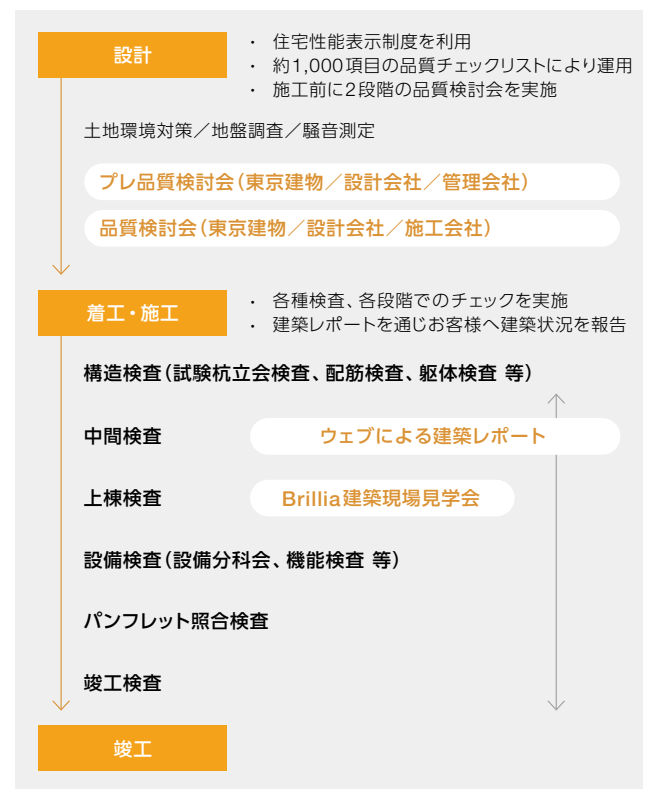 設計
・ 住宅性能表示制度を利用
・ 約1,000項目の品質チェックリストにより運用
・ 施工前に2段階の品質検討会を実施
土地環境対策／地盤調査／騒音測定
プレ品質検討会（東京建物／設計会社／管理会社）
品質検討会（東京建物／設計会社／施工会社）
着工・施工
・ 各種検査、各段階でのチェックを実施
・ 建築レポートを通じお客様へ建築状況を報告
構造検査（試験杭立会検査、配筋検査、躯体検査 等）
中間検査
ウェブによる建築レポート
上棟検査
Brillia建築現場見学会
設備検査（設備分科会、機能検査 等）
パンフレット照合検査
竣工検査
竣工